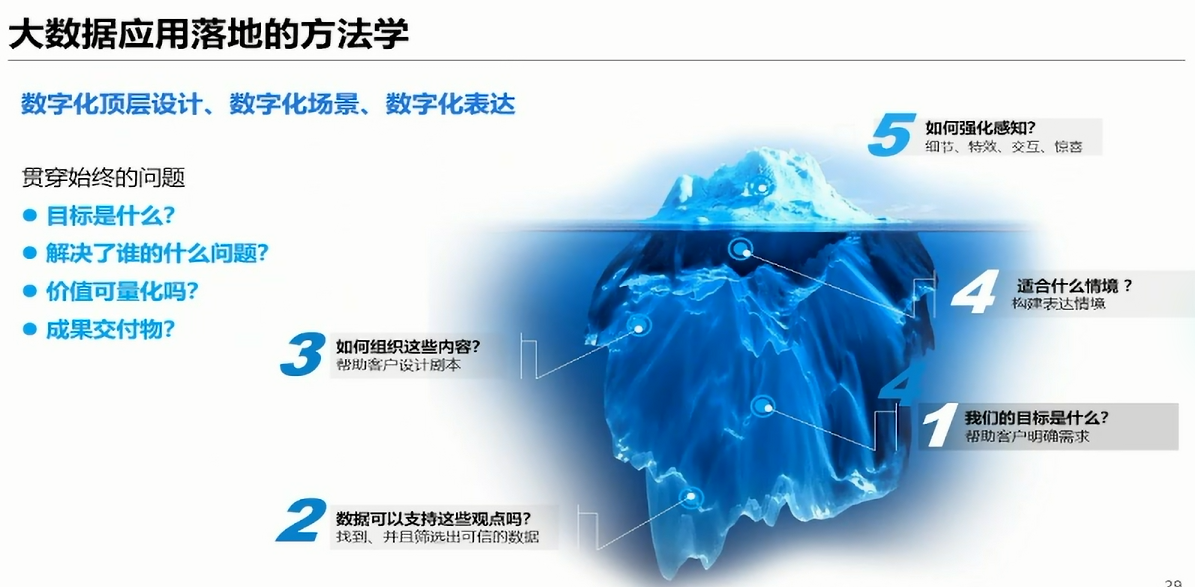 大数据应用落地的方法学
数字化顶层设计、数字化场景、数字化表达
贯穿始终的问题
● 目标是什么?
● 解决了谁的什么问题?
● 价值可量化吗?
● 成果交付物?
5
如何强化感知?
细节、特效、交互、惊喜
4
适合什么情境 ?
构建表达情境
3
如何组织这些内容?
帮助客户设计剧本
4
1
我们的目标是什么?
帮助客户明确需求
2
数据可以支持这些观点吗?
找到、并且筛选出可信的数据
29